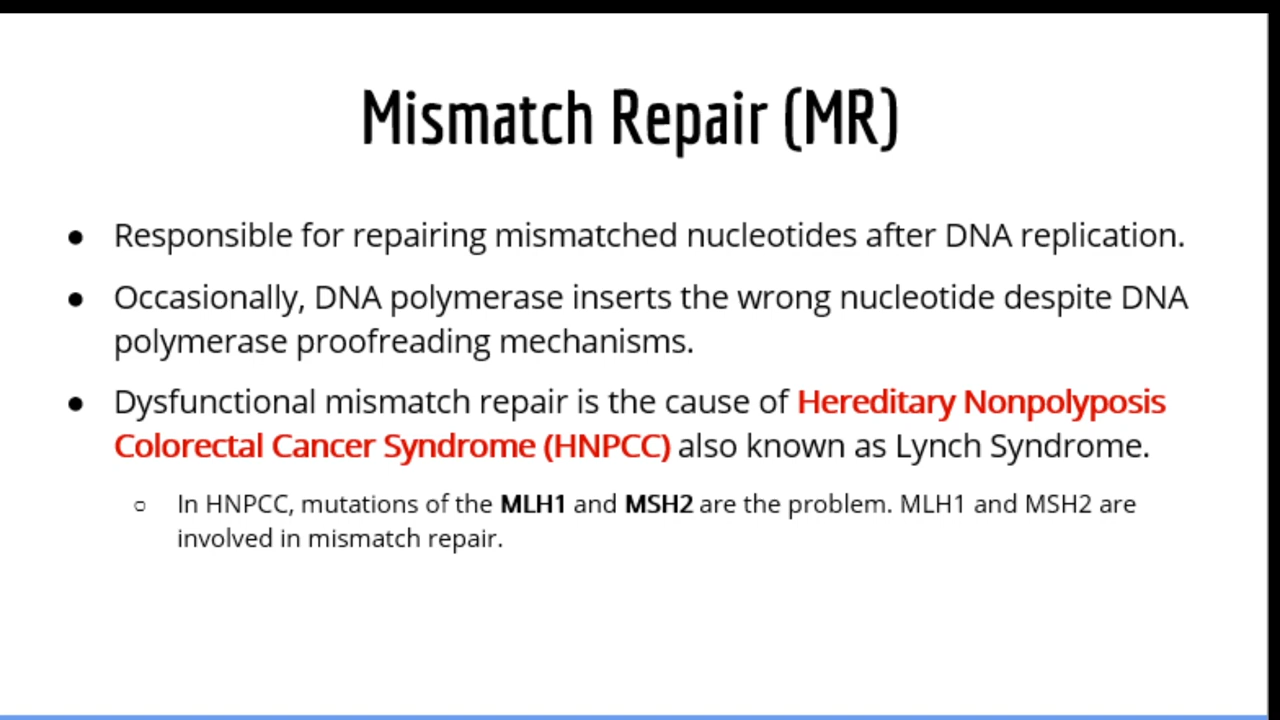 Mismatch Repair (MR)
● Responsible for repairing mismatched nucleotides after DNA replication.
● Occasionally, DNA polymerase inserts the wrong nucleotide despite DNA
polymerase proofreading mechanisms.
● Dysfunctional mismatch repair is the cause of Hereditary Nonpolyposis
Colorectal Cancer Syndrome (HNPCC) also known as Lynch Syndrome.
○ In HNPCC, mutations of the MLH1 and MSH2 are the problem. MLH1 and MSH2 are
involved in mismatch repair.